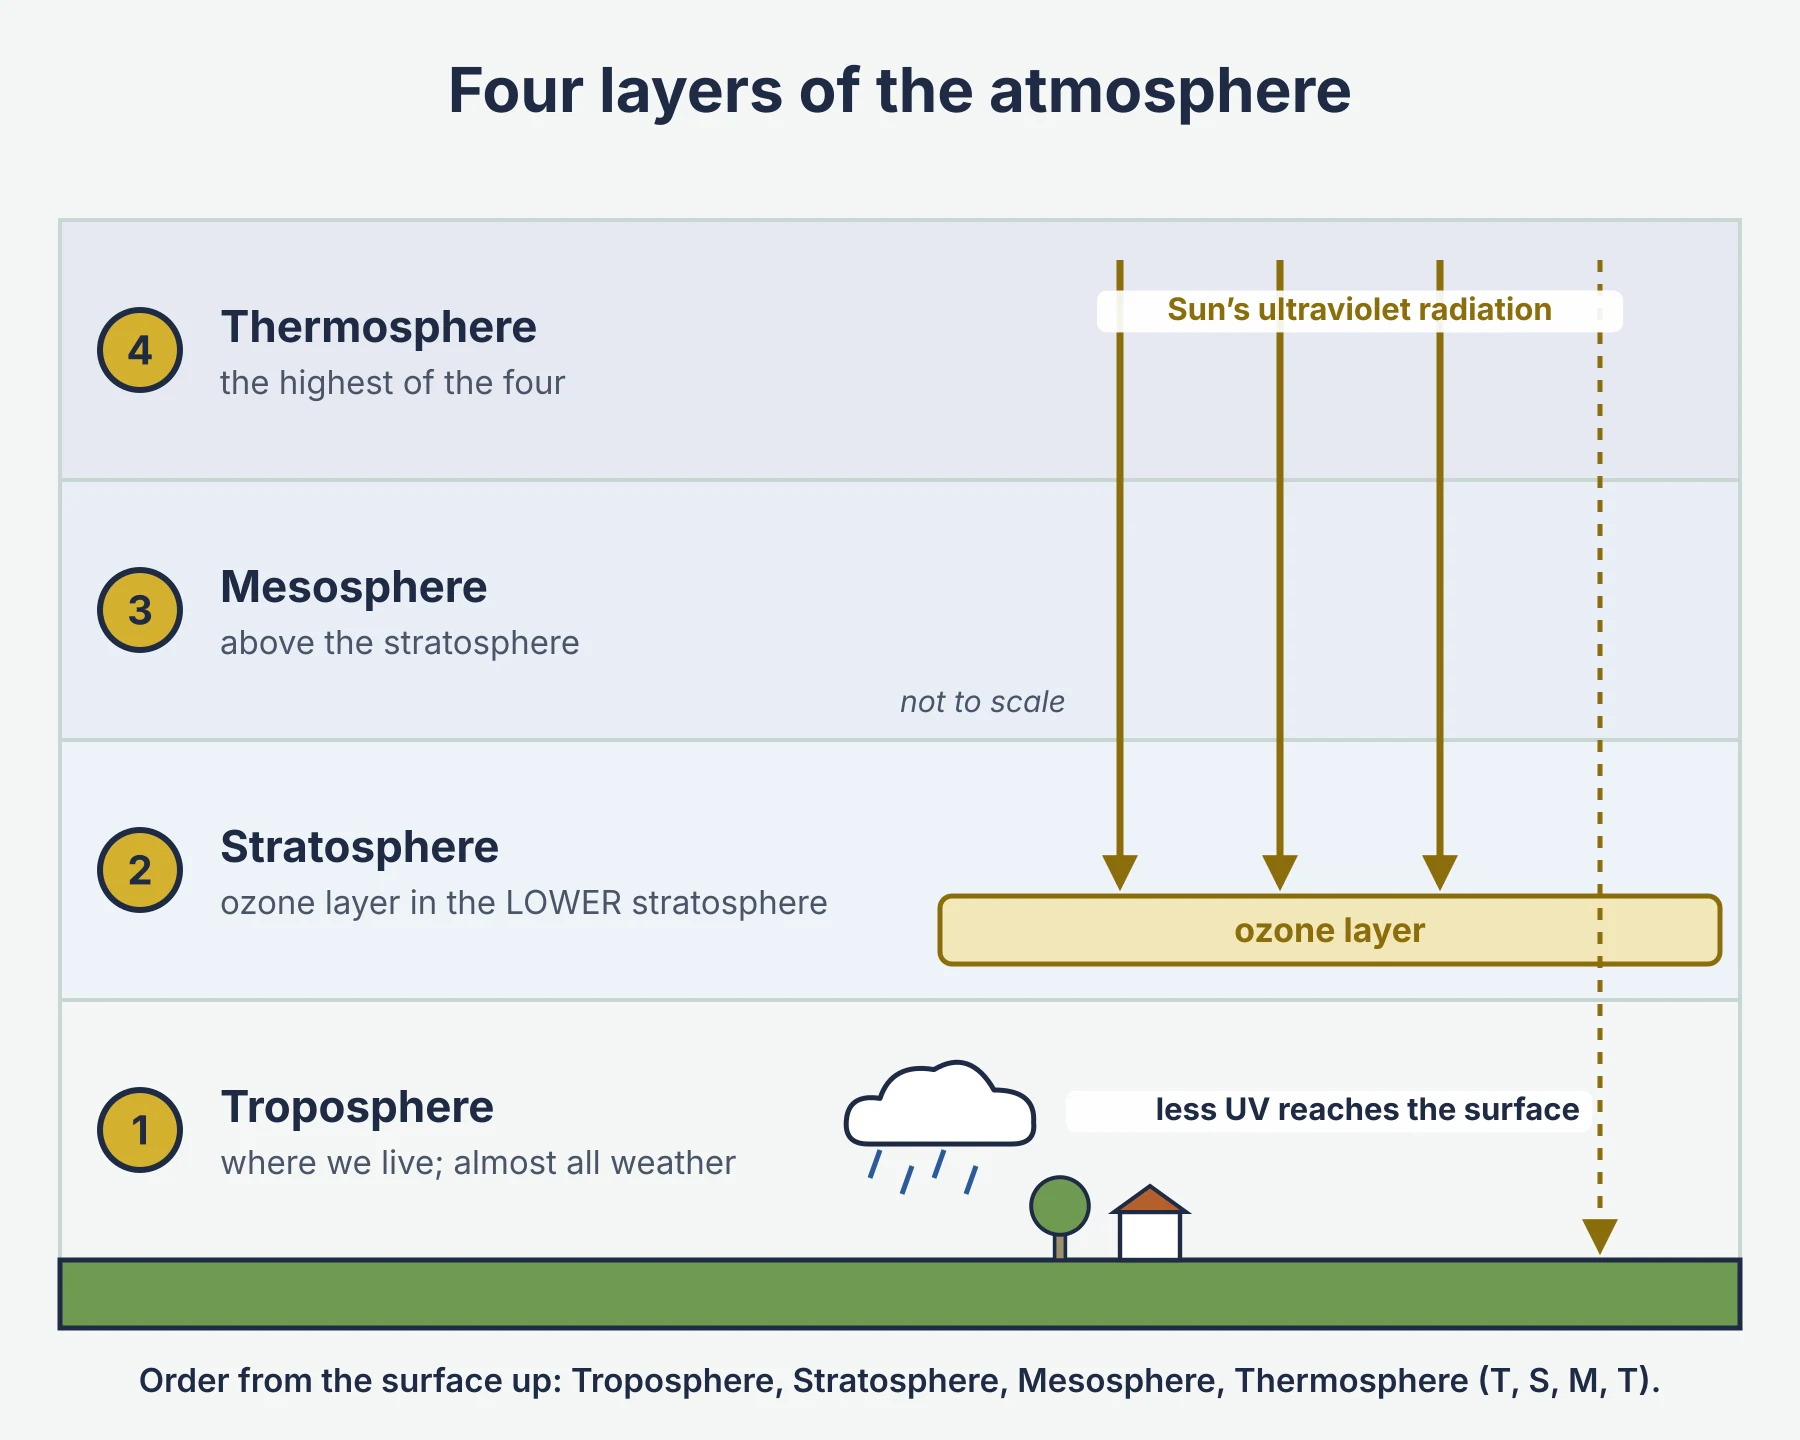 Four layers of the atmosphere
Sun’s ultraviolet radiation
4
Thermosphere
the highest of the four
3
Mesosphere
above the stratosphere
not to scale
2
Stratosphere
ozone layer in the LOWER stratosphere
ozone layer
1
Troposphere
where we live; almost all weather
less UV reaches the surface
Order from the surface up: Troposphere, Stratosphere, Mesosphere, Thermosphere (T, S, M, T).